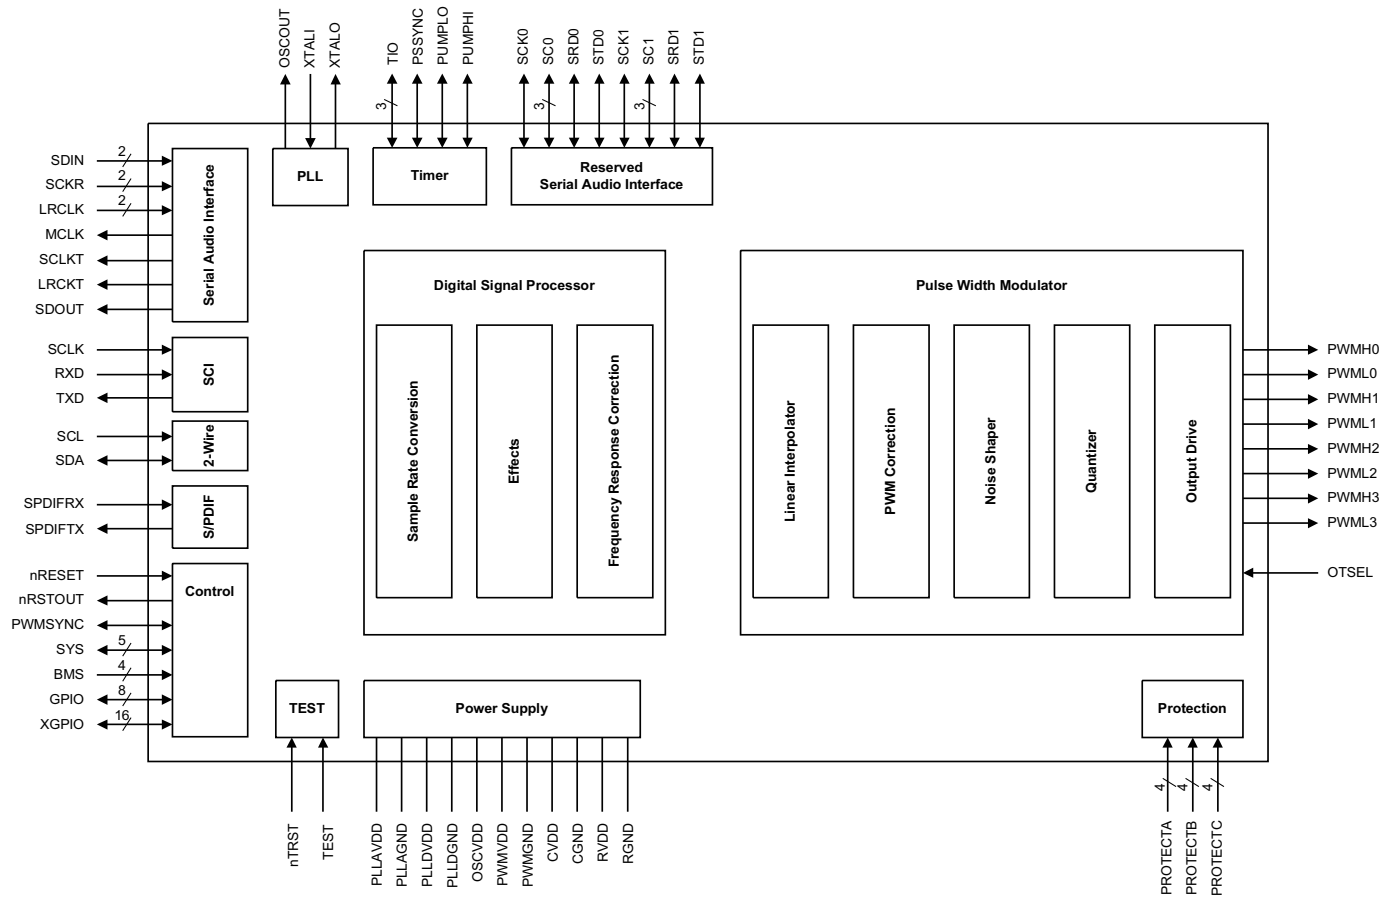 OSCOUT
XTALI
XTALO
TIO
PSSYNC
PUMPLO
PUMPHI
SCK0
SC0
SRD0
STD0
SCK1
SC1
SRD1
STD1
3
3
3
SDIN
2
SCKR
2
LRCLK
2
MCLK
SCLKT
LRCKT
SDOUT
Serial Audio Interface
PLL
Timer
Reserved
Serial Audio Interface
SCLK
RXD
TXD
SCI
SCL
SDA
2-Wire
SPDIFRX
SPDIFTX
S/PDIF
nRESET
nRSTOUT
PWMSYNC
SYS
5
BMS
4
GPIO
8
XGPIO
16
Control
Digital Signal Processor
Sample Rate Conversion
Effects
Frequency Response Correction
Pulse Width Modulator
Linear Interpolator
PWM Correction
Noise Shaper
Quantizer
Output Drive
PWMH0
PWML0
PWMH1
PWML1
PWMH2
PWML2
PWMH3
PWML3
OTSEL
TEST
Power Supply
Protection
4
4
4
nTRST
TEST
PLLAVDD
PLLAGND
PLLDVDD
PLLDGND
OSCVDD
PWMVDD
PWMGND
CVDD
CGND
RVDD
RGND
PROTECTA
PROTECTB
PROTECTC